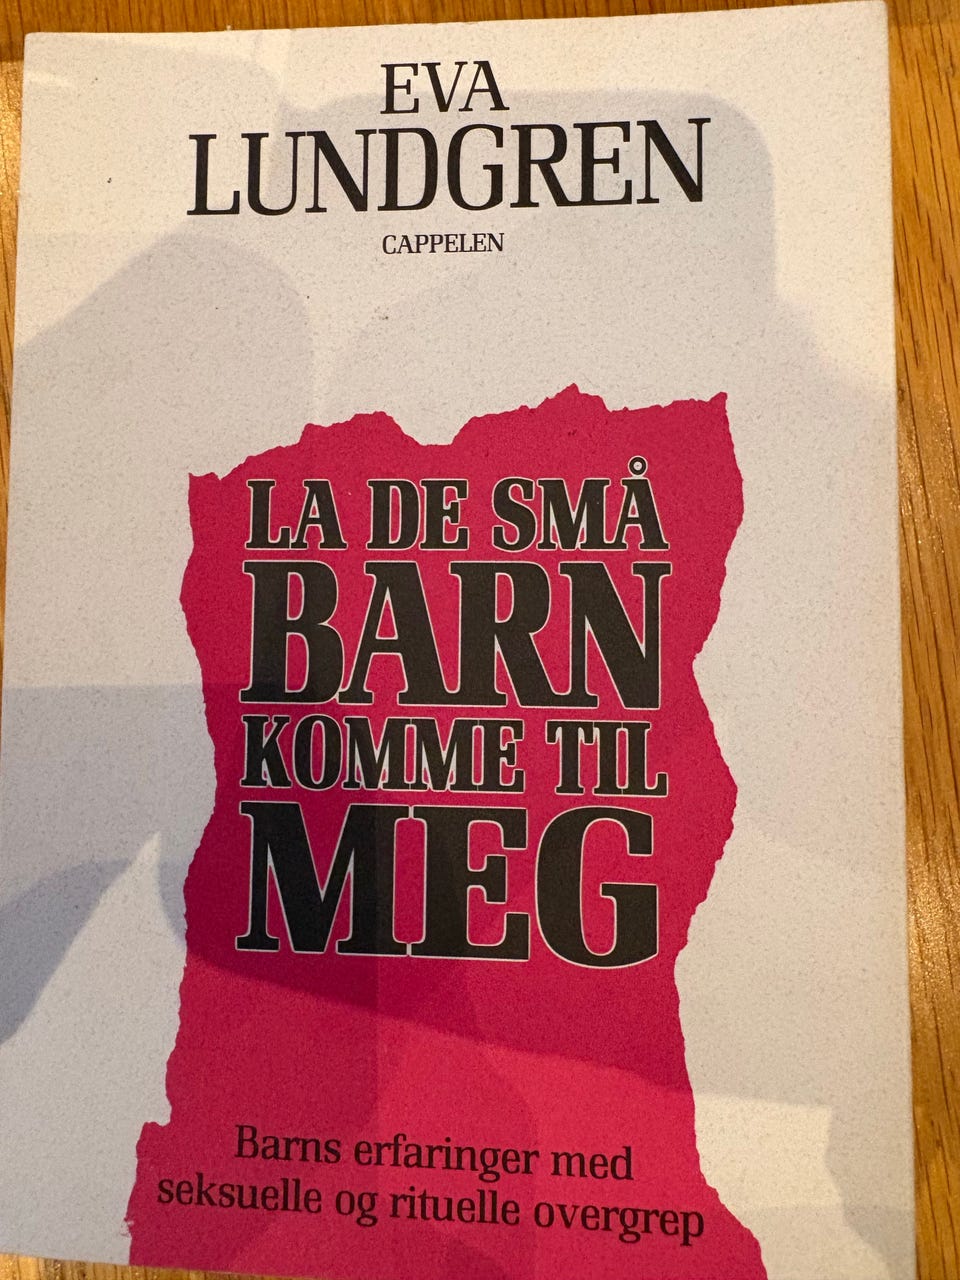 EVA
LUNDGREN
CAPPELEN
LA DE SMÅ
BARN
KOMME TIL
MEG
Barns erfaringer med
seksuelle og rituelle overgrep